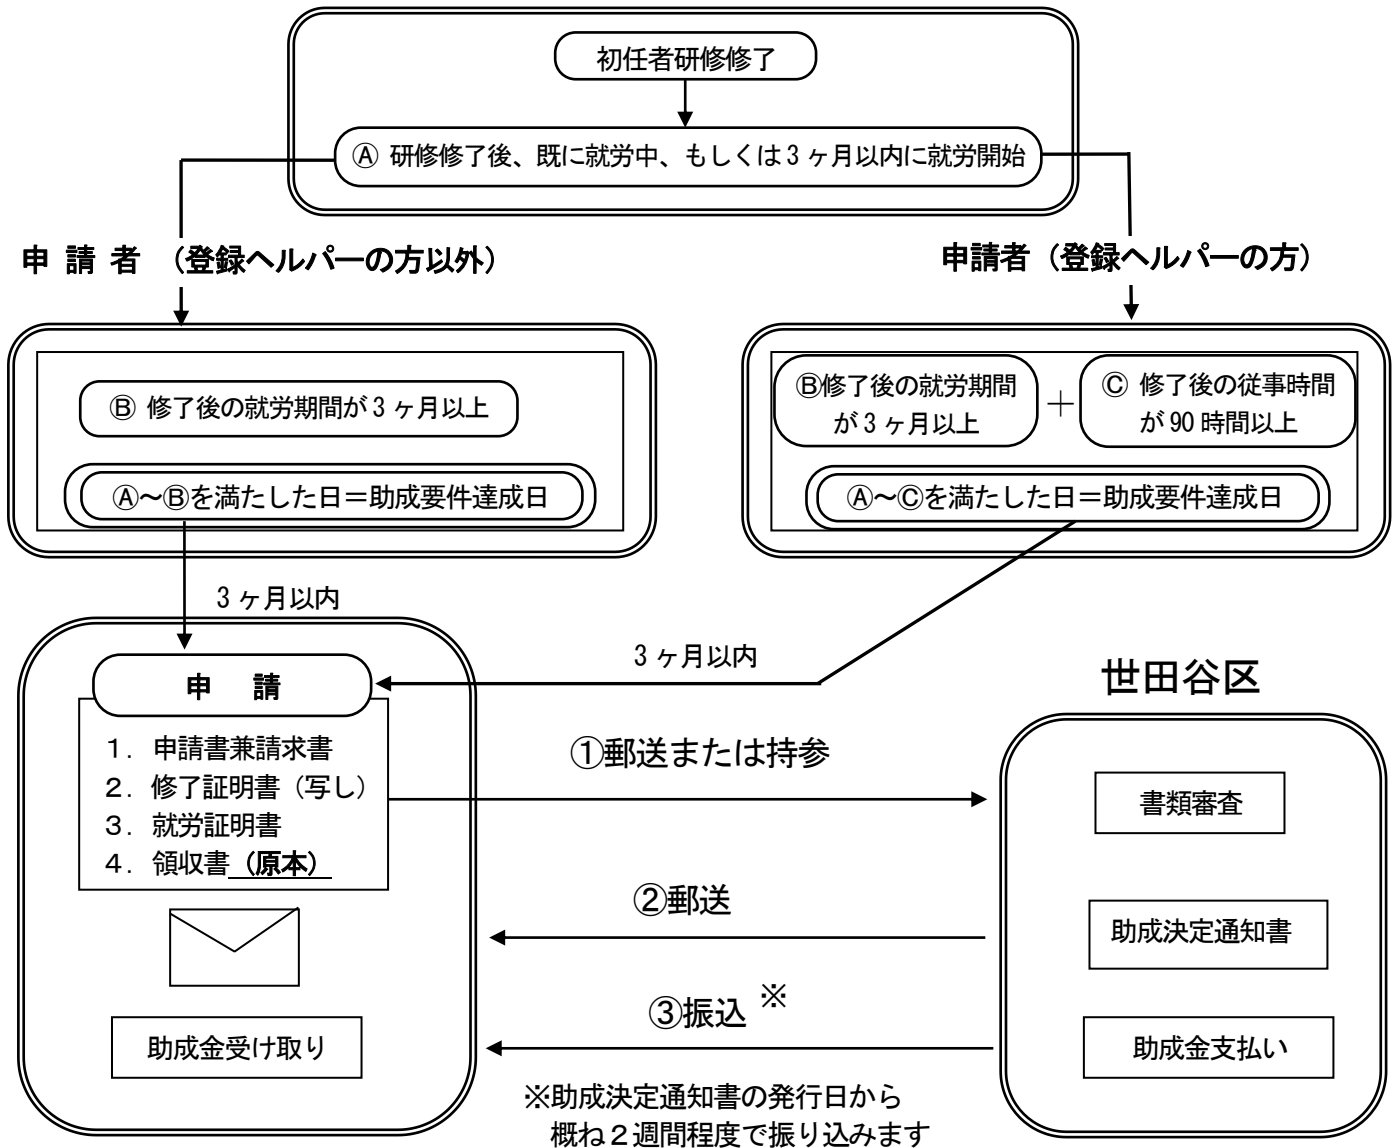 初任者研修修了
Ⓐ 研修修了後、既に就労中、もしくは3ヶ月以内に就労開始
申 請 者 （登録ヘルパーの方以外）
申請者（登録ヘルパーの方）
Ⓑ 修了後の就労期間が3ヶ月以上
Ⓐ～Ⓑを満たした日＝助成要件達成日
Ⓑ修了後の就労期間
が3ヶ月以上
＋
Ⓒ 修了後の従事時間
が90時間以上
Ⓐ～Ⓒを満たした日＝助成要件達成日
3ヶ月以内
3ヶ月以内
申 請
１．申請書兼請求書
２．修了証明書（写し）
３．就労証明書
４．領収書（原本）
世田谷区
①郵送または持参
書類審査
②郵送
助成決定通知書
③振込※
助成金受け取り
助成金支払い
※助成決定通知書の発行日から
概ね２週間程度で振り込みます